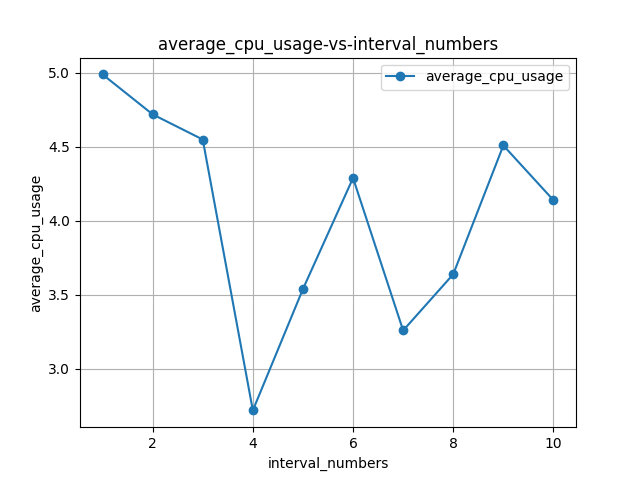 average_cpu_usage-vs-interval_numbers
average_cpu_usage
5.0
4.5
4.0
3.5
3.0
average_cpu_usage
2
4
6
8
10
interval_numbers